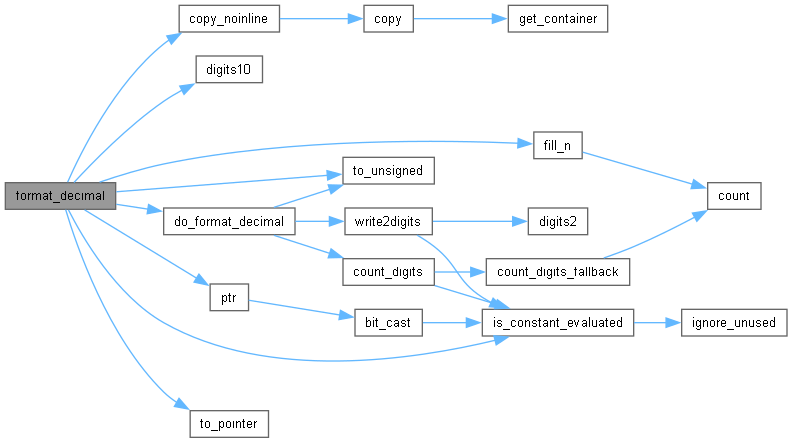 copy_noinline
copy
get_container
digits10
fill_n
to_unsigned
format_decimal
count
do_format_decimal
write2digits
digits2
count_digits
count_digits_fallback
ptr
bit_cast
is_constant_evaluated
ignore_unused
to_pointer